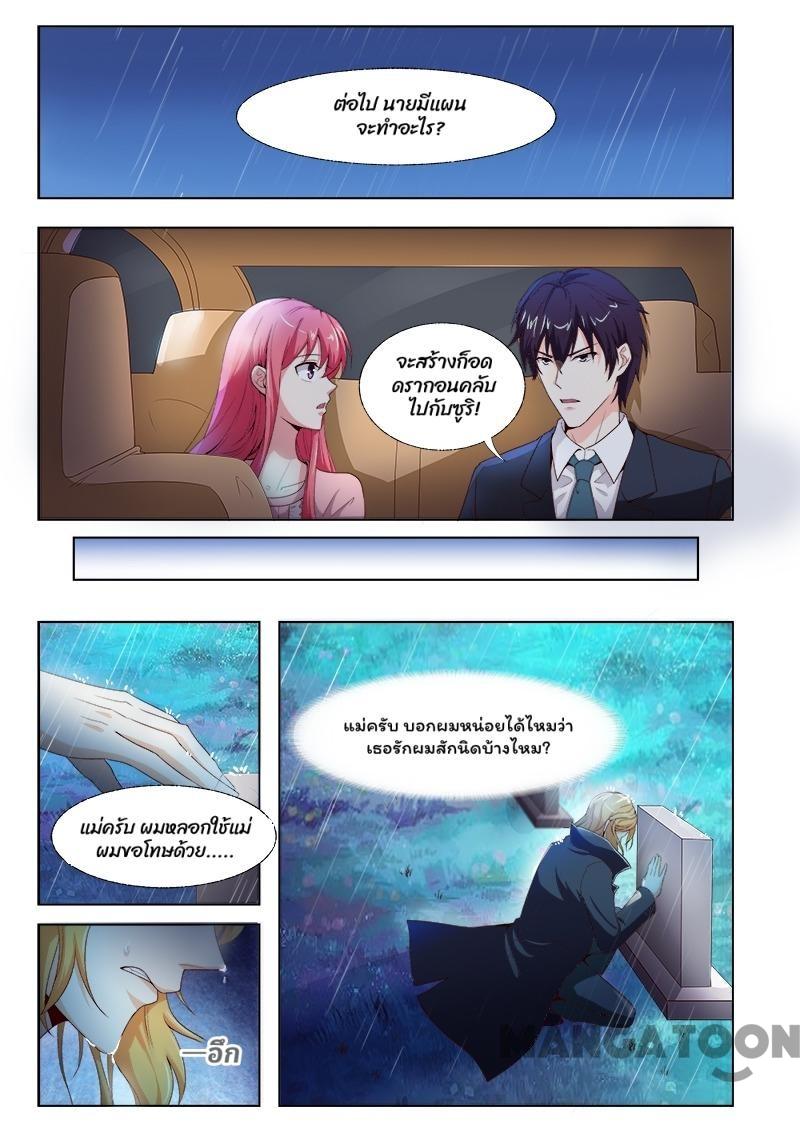 ต่อไป นายมีแผน
จะทำอะไร?
จะสร้างก็อด
ดรากอนคลับ
ไปกับซูริ!
แม่ครับ บอกผมหน่อยได้ไหมว่า
เธอรักผมสักนิดบ้างไหม?
แม่ครับ ผมหลอกใช้แม่
ผมขอโทษด้วย.....
—อึก
MANGATOON